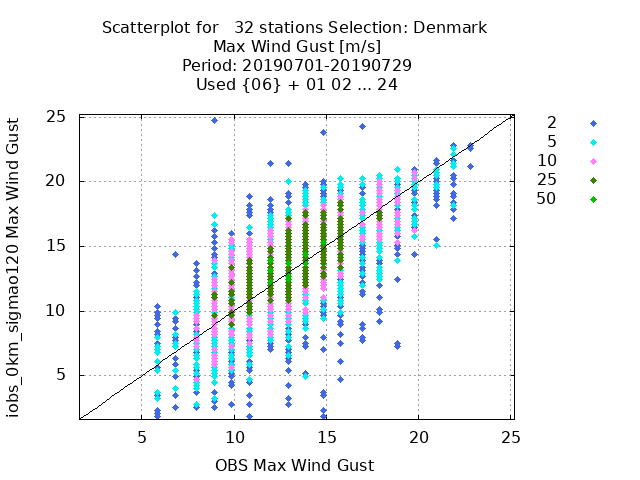 Scatterplot for   32 stations Selection: Denmark
Max Wind Gust [m/s]
Period: 20190701-20190729
Used {06} + 01 02 ... 24
iobs_0km_sigmao120 Max Wind Gust
25
20
15
10
5
5 10 15 20 25
OBS Max Wind Gust
2
5
10
25
50